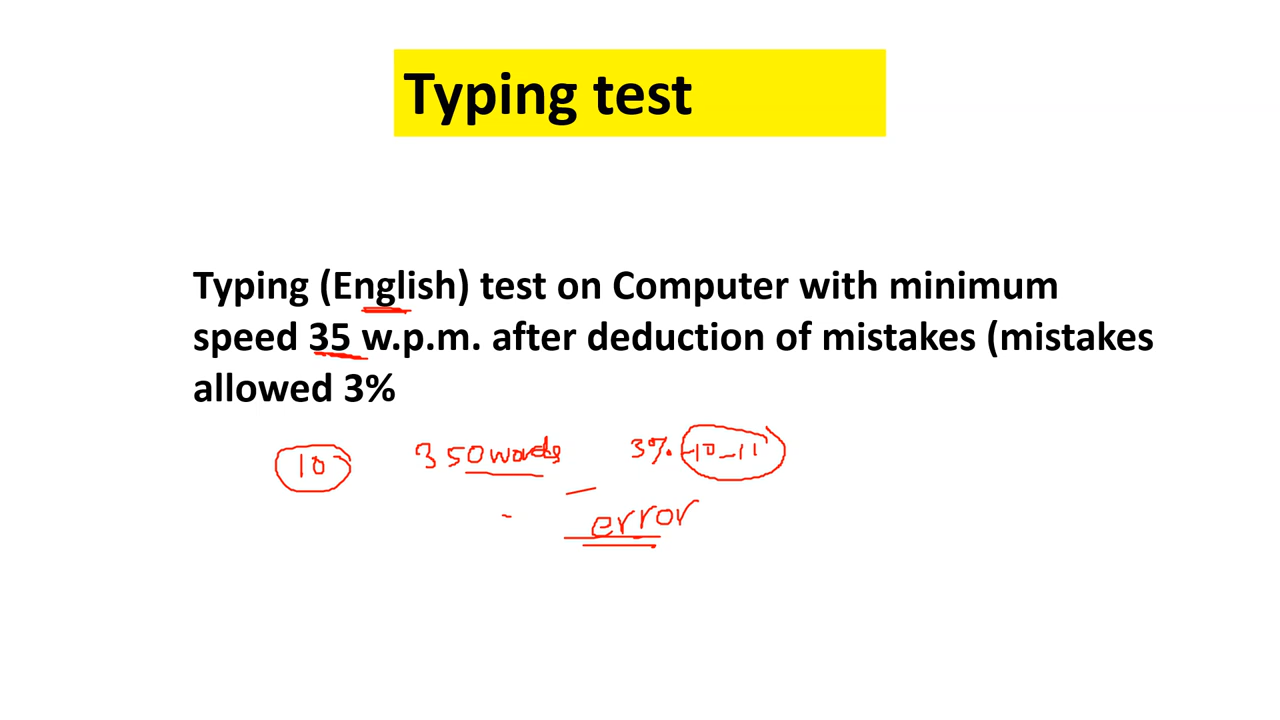 Typing test
Typing (English) test on Computer with minimum
speed 35 w.p.m. after deduction of mistakes (mistakes
allowed 3%
10 350 words 3% -10-11
error